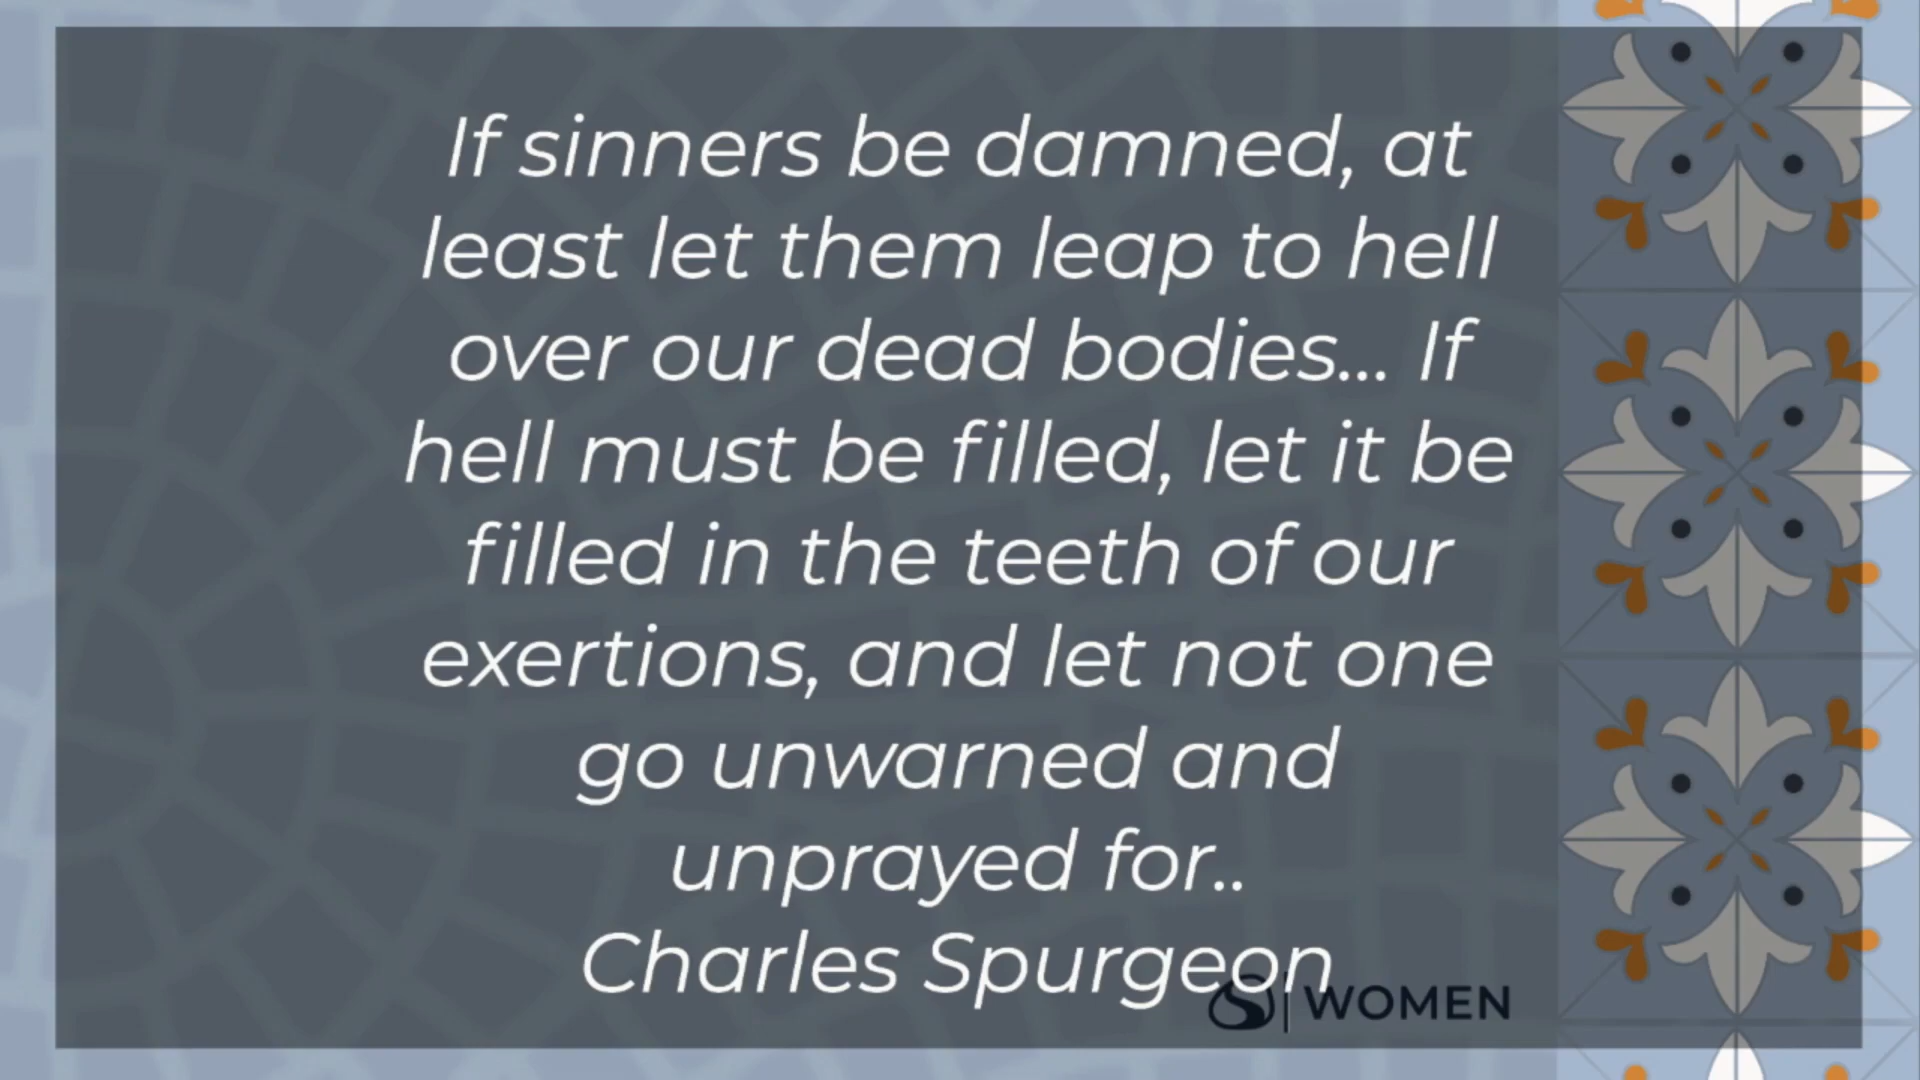 If sinners be damned, at
least let them leap to hell
over our dead bodies... If
hell must be filled, let it be
filled in the teeth of our
exertions, and let not one
go unwarned and
unprayed for..
Charles Spurgeon
S | WOMEN